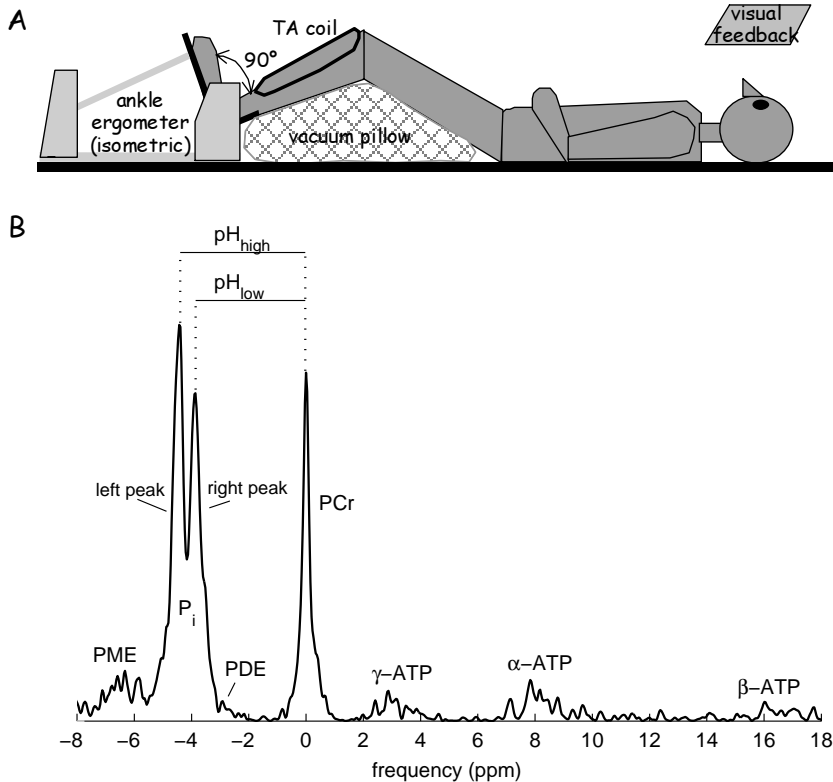 A
TA coil
visual
feedback
90°
ankle
ergometer
(isometric)
vacuum pillow
B
pH_high
pH_low
left peak
right peak
PCr
P_i
PME
PDE
γ–ATP
α–ATP
β–ATP
–8 –6 –4 –2 0 2 4 6 8 10 12 14 16 18
frequency (ppm)